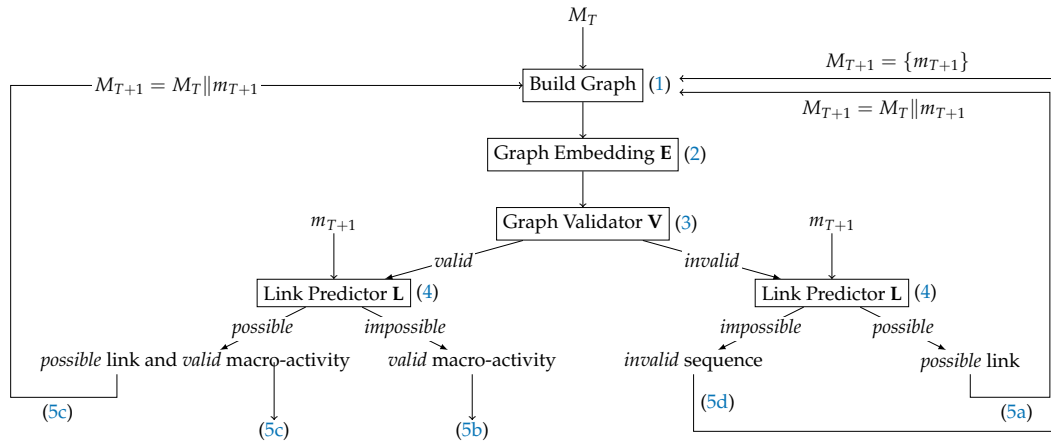 M_T
M_{T+1} = M_T||m_{T+1}
M_{T+1} = {m_{T+1}}
Build Graph (1)
M_{T+1} = M_T||m_{T+1}
Graph Embedding E (2)
Graph Validator V (3)
m_{T+1}
m_{T+1}
valid
invalid
Link Predictor L (4)
Link Predictor L (4)
possible
impossible
impossible
possible
possible link and valid macro-activity
valid macro-activity
invalid sequence
possible link
(5c)
(5c)
(5b)
(5d)
(5a)